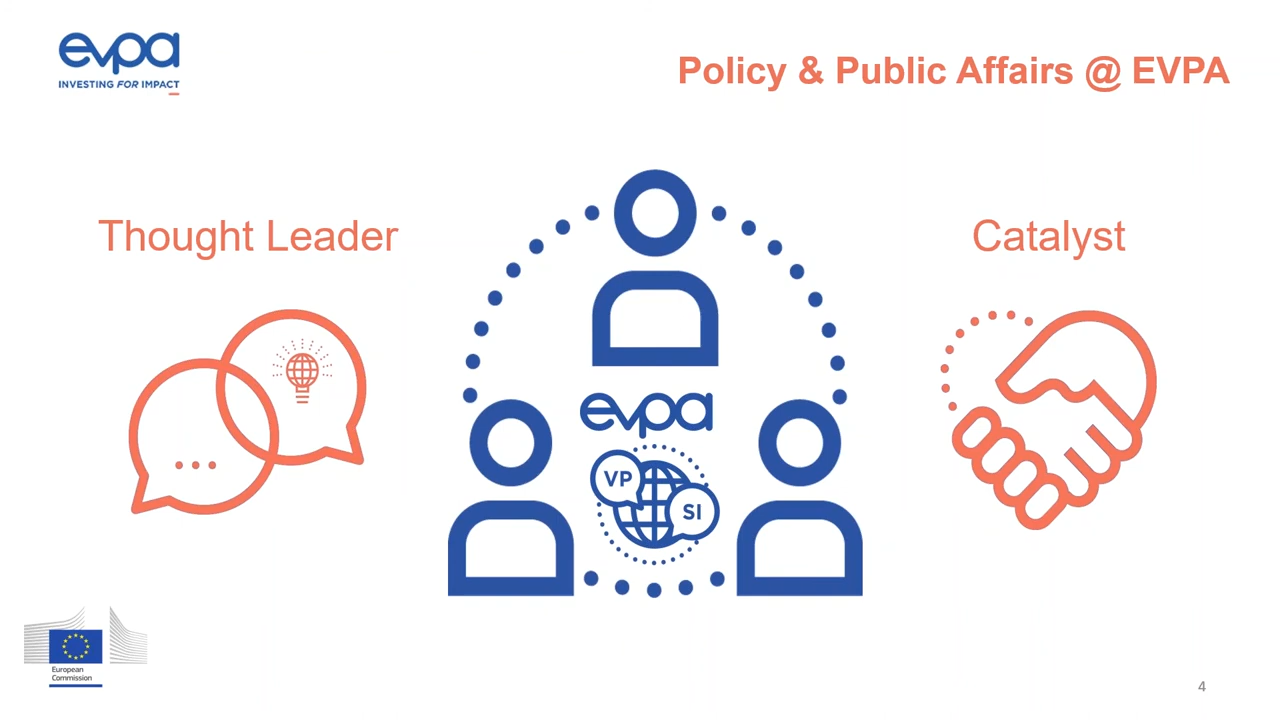 evpa
INVESTING FOR IMPACT
Policy & Public Affairs @ EVPA
Thought Leader
Catalyst
...
evpa
VP
SI
European
Commission
4